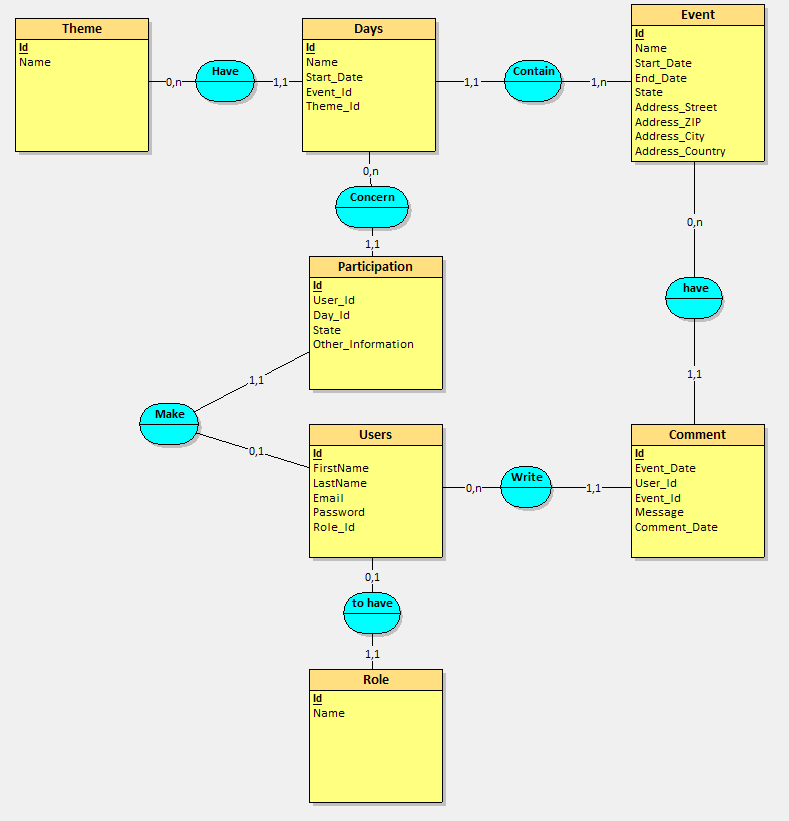 Theme
Id
Name
0,n
Have
1,1
Days
Id
Name
Start_Date
Event_Id
Theme_Id
1,1
Contain
1,n
Event
Id
Name
Start_Date
End_Date
State
Address_Street
Address_ZIP
Address_City
Address_Country
0,n
Concern
1,1
0,n
have
1,1
Participation
Id
User_Id
Day_Id
State
Other_Information
1,1
Make
0,1
Users
Id
FirstName
LastName
Email
Password
Role_Id
0,n
Write
1,1
Comment
Id
Event_Date
User_Id
Event_Id
Message
Comment_Date
0,1
to have
1,1
Role
Id
Name